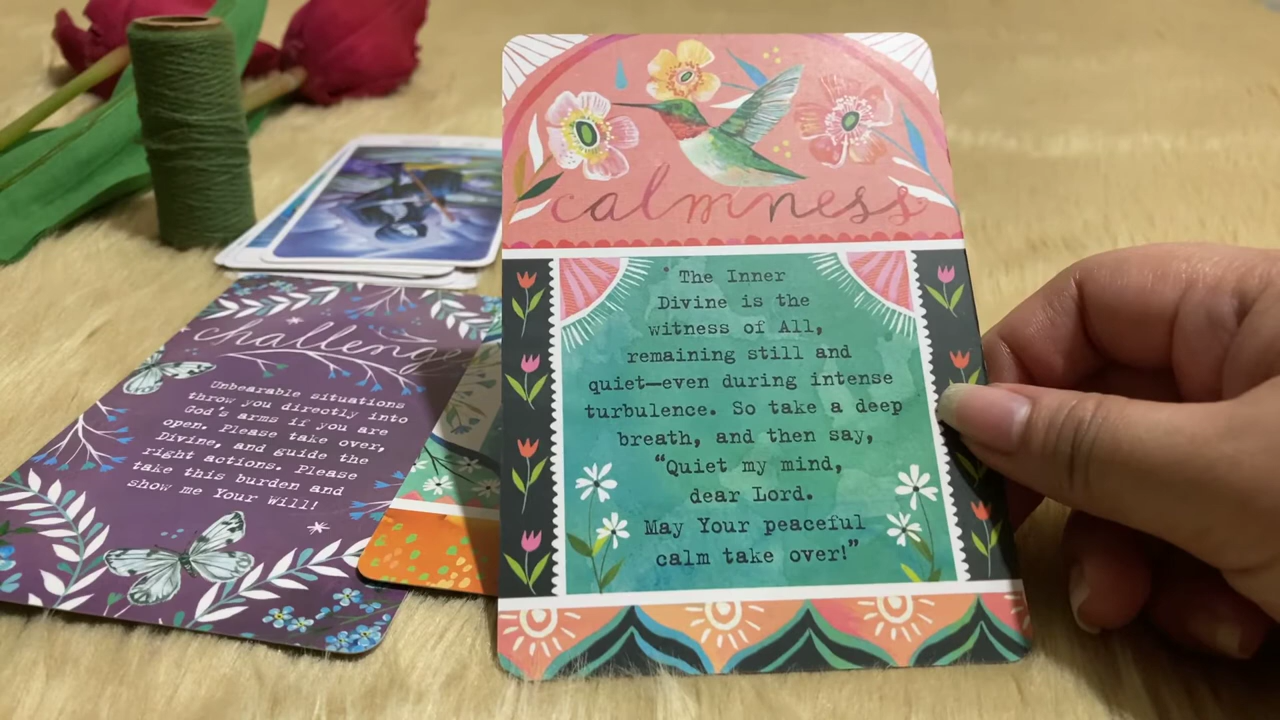 calmness
The Inner
Divine is the
witness of All,
remaining still and
quiet—even during intense
turbulence. So take a deep
breath, and then say,
“Quiet my mind,
dear Lord.
May Your peaceful
calm take over!”
challenge
Unbearable situations
throw you directly into
God's arms if you are
open. Please take over,
Divine, and guide the
right actions. Please
take this burden and
show me Your Will!